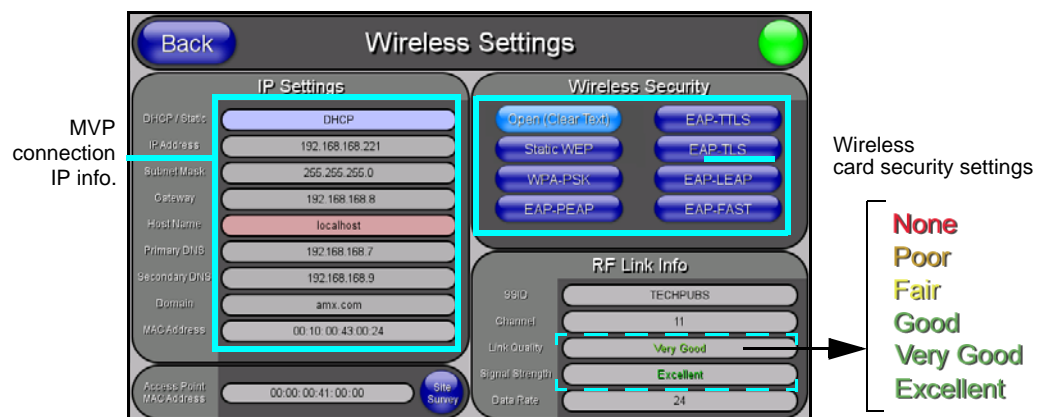 Back
Wireless Settings
MVP
connection
IP info.
IP Settings
DHCP / Static
DHCP
IP Address
192.168.168.221
Subnet Mask
255.255.255.0
Gateway
192.168.168.8
Host Name
localhost
Primary DNS
192.168.168.7
Secondary DNS
192.168.168.9
Domain
amx.com
MAC Address
00:10:00:43:00:24
Access Point
MAC Address
00:00:00:41:00:00
Site
Survey
Wireless Security
Open (Clear Text)
EAP-TTLS
Static WEP
EAP-TLS
WPA-PSK
EAP-LEAP
EAP-PEAP
EAP-FAST
Wireless
card security settings
RF Link Info
SSID
TECHPUBS
Channel
11
Link Quality
Very Good
Signal Strength
Excellent
Data Rate
24
None
Poor
Fair
Good
Very Good
Excellent